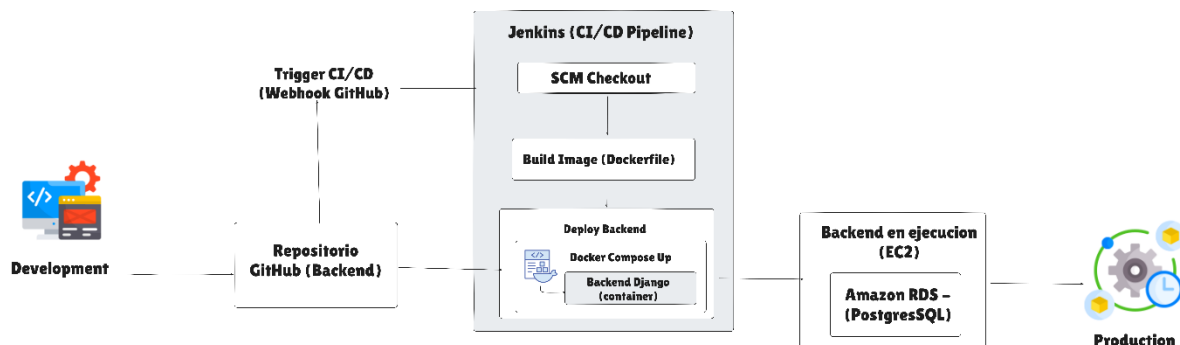 Jenkins (CI/CD Pipeline)
SCM Checkout
Trigger CI/CD
(Webhook GitHub)
Build Image (Dockerfile)
</>
Development
Repositorio
GitHub (Backend)
Deploy Backend
Docker Compose Up
Backend Django
(container)
Backend en ejecucion
(EC2)
Amazon RDS -
(PostgresSQL)
Production